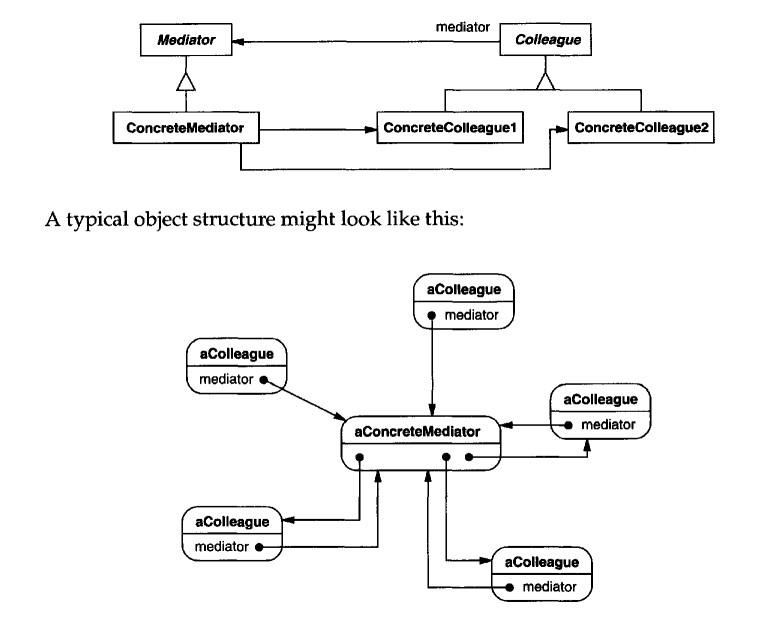 mediator
Mediator
Colleague
ConcreteMediator
ConcreteColleague1
ConcreteColleague2
A typical object structure might look like this:
aColleague
mediator
aColleague
mediator
aColleague
mediator
aConcreteMediator
aColleague
mediator
aColleague
mediator